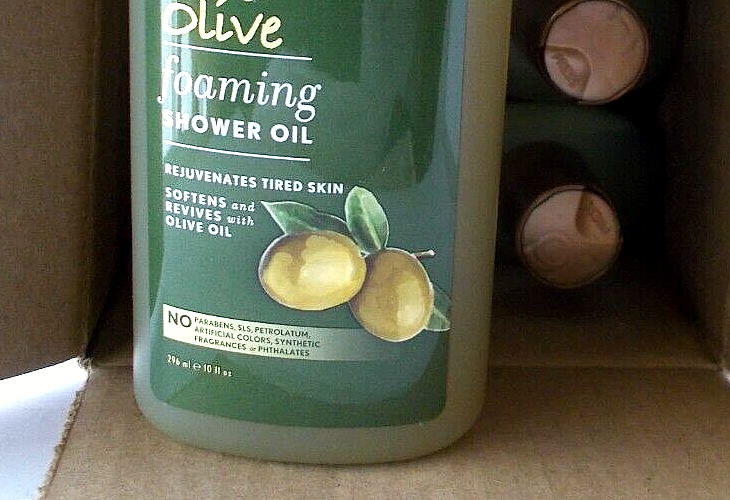 Olive
foaming
SHOWER OIL
REJUVENATES TIRED SKIN
SOFTENS and
REVIVES with
OLIVE OIL
NO PARABENS, SLS, PETROLATUM,
ARTIFICIAL COLORS, SYNTHETIC
FRAGRANCES or PHTHALATES
296 ml ℮ 10 fl oz